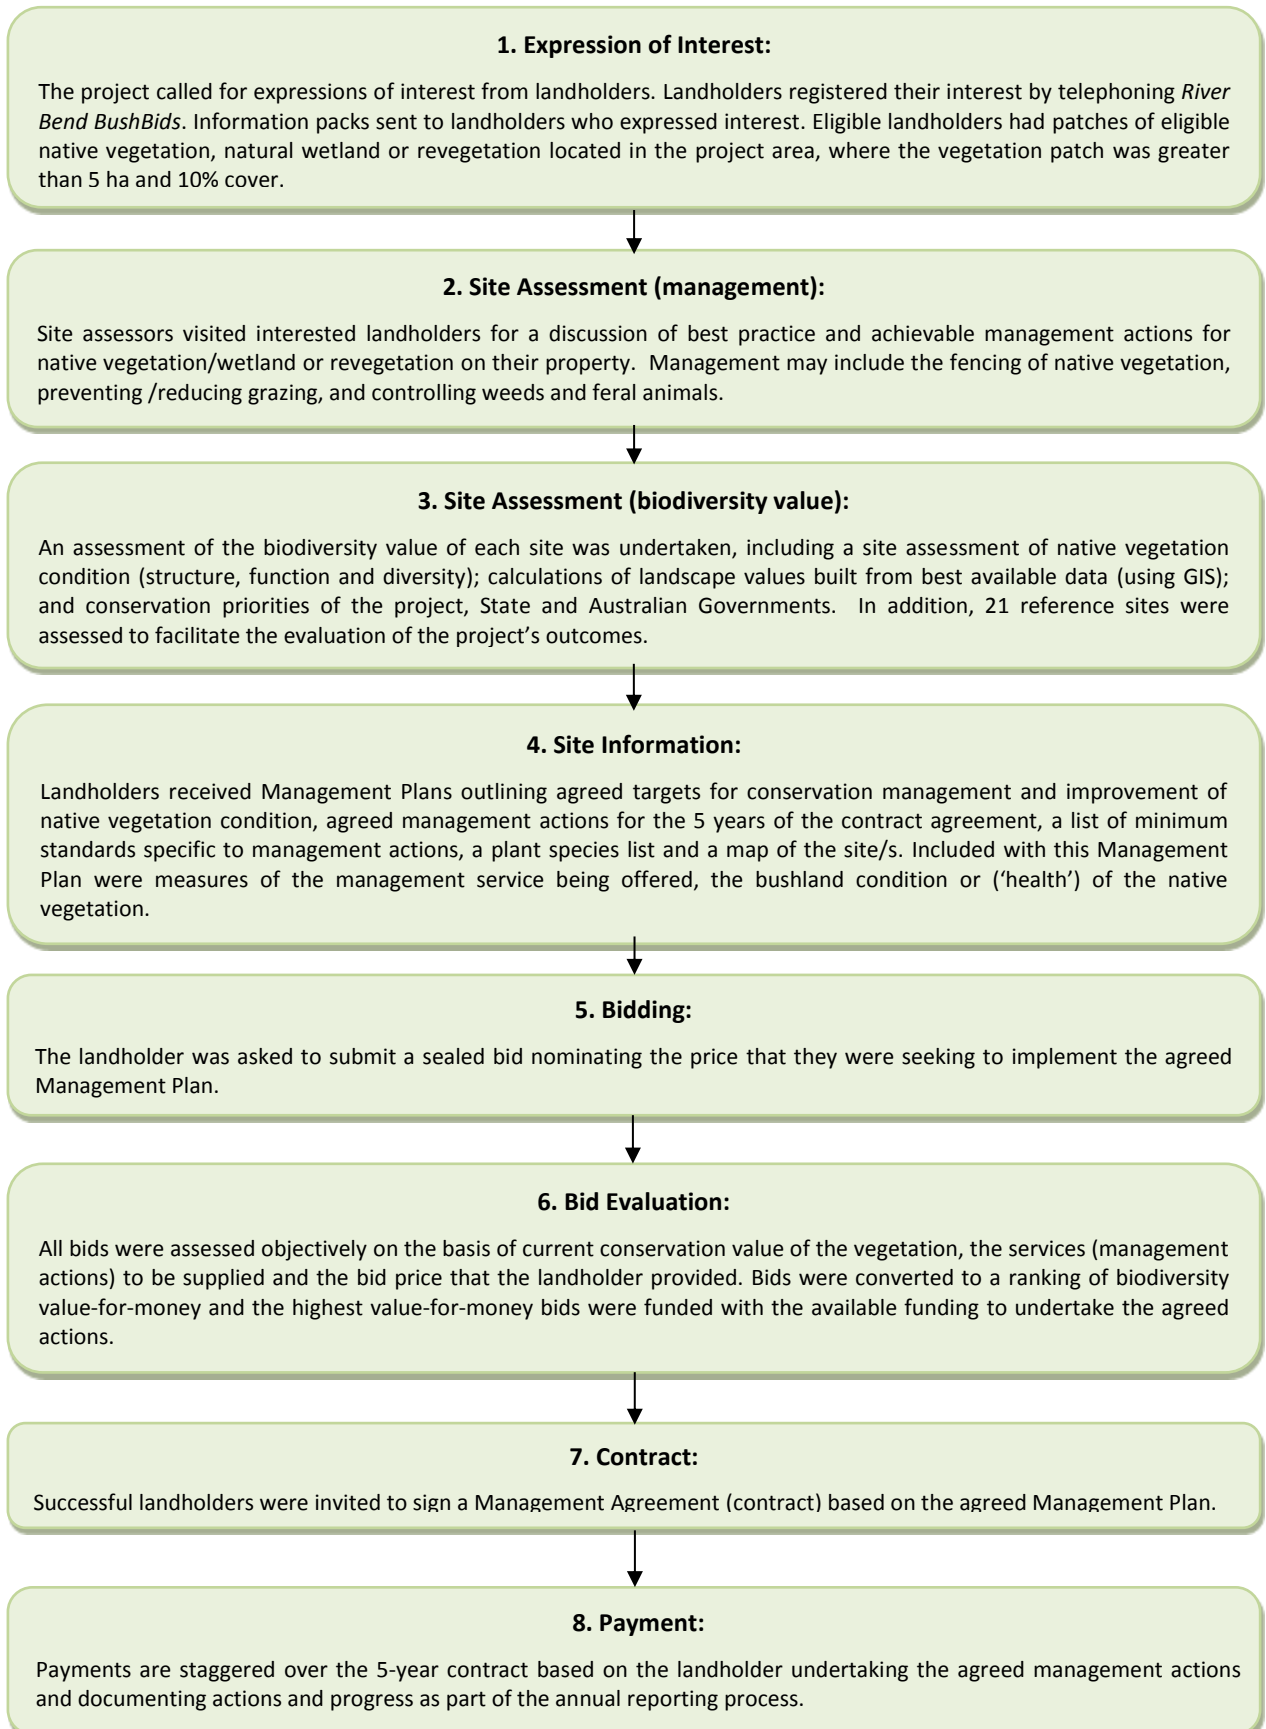 1. Expression of Interest:
The project called for expressions of interest from landholders. Landholders registered their interest by telephoning River
Bend BushBids. Information packs sent to landholders who expressed interest. Eligible landholders had patches of eligible
native vegetation, natural wetland or revegetation located in the project area, where the vegetation patch was greater
than 5 ha and 10% cover.
2. Site Assessment (management):
Site assessors visited interested landholders for a discussion of best practice and achievable management actions for
native vegetation/wetland or revegetation on their property. Management may include the fencing of native vegetation,
preventing /reducing grazing, and controlling weeds and feral animals.
3. Site Assessment (biodiversity value):
An assessment of the biodiversity value of each site was undertaken, including a site assessment of native vegetation
condition (structure, function and diversity); calculations of landscape values built from best available data (using GIS);
and conservation priorities of the project, State and Australian Governments. In addition, 21 reference sites were
assessed to facilitate the evaluation of the project’s outcomes.
4. Site Information:
Landholders received Management Plans outlining agreed targets for conservation management and improvement of
native vegetation condition, agreed management actions for the 5 years of the contract agreement, a list of minimum
standards specific to management actions, a plant species list and a map of the site/s. Included with this Management
Plan were measures of the management service being offered, the bushland condition or (‘health’) of the native
vegetation.
5. Bidding:
The landholder was asked to submit a sealed bid nominating the price that they were seeking to implement the agreed
Management Plan.
6. Bid Evaluation:
All bids were assessed objectively on the basis of current conservation value of the vegetation, the services (management
actions) to be supplied and the bid price that the landholder provided. Bids were converted to a ranking of biodiversity
value-for-money and the highest value-for-money bids were funded with the available funding to undertake the agreed
actions.
7. Contract:
Successful landholders were invited to sign a Management Agreement (contract) based on the agreed Management Plan.
8. Payment:
Payments are staggered over the 5-year contract based on the landholder undertaking the agreed management actions
and documenting actions and progress as part of the annual reporting process.